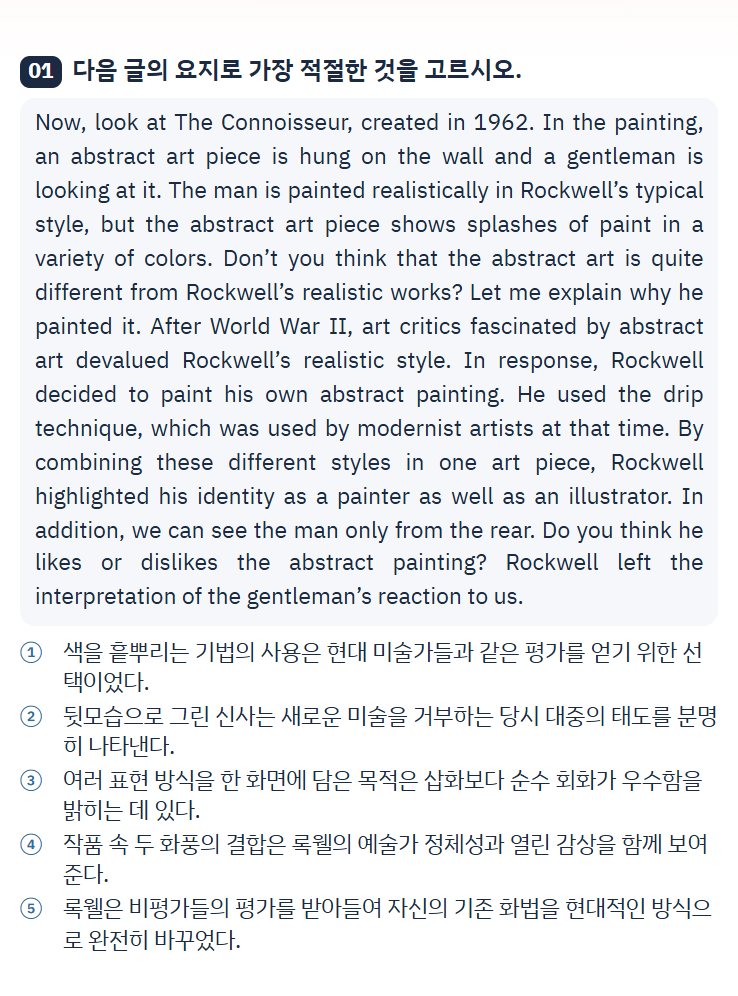 01 다음 글의 요지로 가장 적절한 것을 고르시오.
Now, look at The Connoisseur, created in 1962. In the painting,
an abstract art piece is hung on the wall and a gentleman is
looking at it. The man is painted realistically in Rockwell’s typical
style, but the abstract art piece shows splashes of paint in a
variety of colors. Don’t you think that the abstract art is quite
different from Rockwell’s realistic works? Let me explain why he
painted it. After World War II, art critics fascinated by abstract
art devalued Rockwell’s realistic style. In response, Rockwell
decided to paint his own abstract painting. He used the drip
technique, which was used by modernist artists at that time. By
combining these different styles in one art piece, Rockwell
highlighted his identity as a painter as well as an illustrator. In
addition, we can see the man only from the rear. Do you think he
likes or dislikes the abstract painting? Rockwell left the
interpretation of the gentleman’s reaction to us.
① 색을 흩뿌리는 기법의 사용은 현대 미술가들과 같은 평가를 얻기 위한 선
택이었다.
② 뒷모습으로 그린 신사는 새로운 미술을 거부하는 당시 대중의 태도를 분명
히 나타낸다.
③ 여러 표현 방식을 한 화면에 담은 목적은 삽화보다 순수 회화가 우수함을
밝히는 데 있다.
④ 작품 속 두 화풍의 결합은 록웰의 예술가 정체성과 열린 감상을 함께 보여
준다.
⑤ 록웰은 비평가들의 평가를 받아들여 자신의 기존 화법을 현대적인 방식으
로 완전히 바꾸었다.